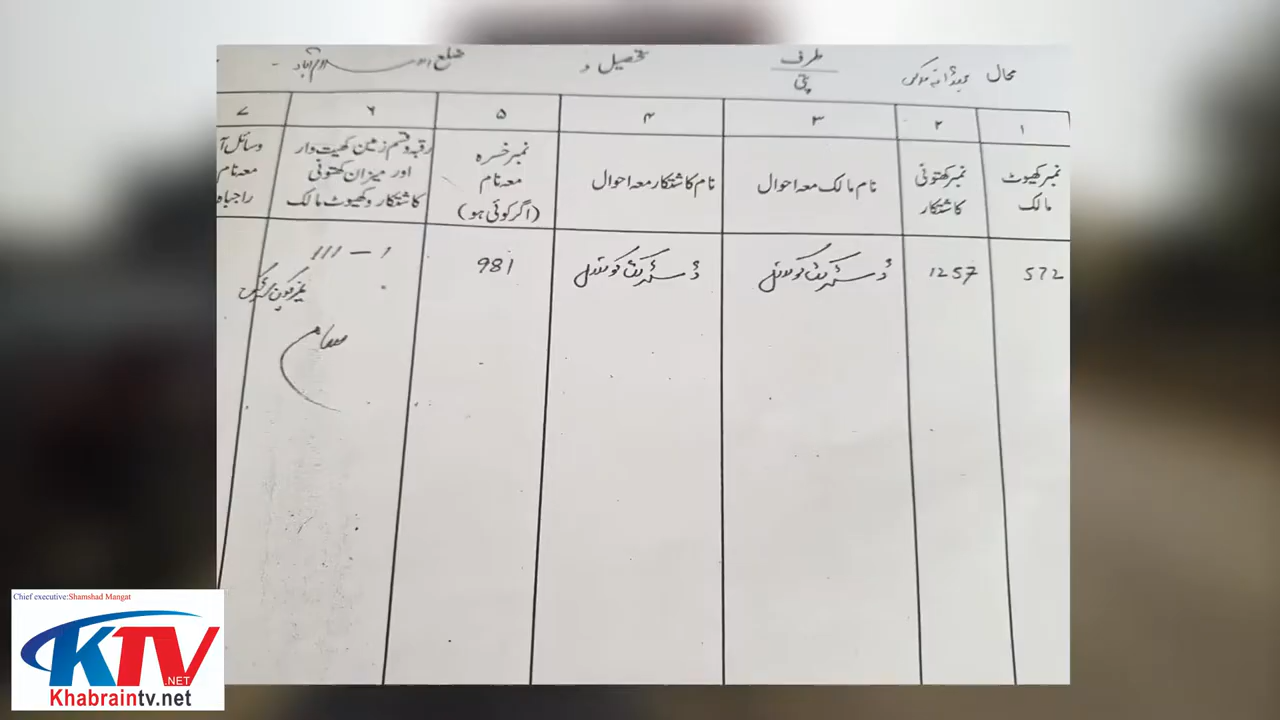 محال
طرف
پتی
تحصیل و
ضلع اسلام آباد
۱ ۲ ۳ ۴ ۵ ۶ ۷
نمبر کھیوٹ
مالک
نمبر کھتونی
کاشتکار
نام مالک معہ احوال
نام کاشتکار معہ احوال
نمبر خسرہ
معہ نام
(اگر کوئی ہو)
رقبہ و قسم زمین کھیت وار
اور میزان کھتونی
کاشتکار و کھیوٹ مالک
وسائل آ
معہ نام
راجباہ
572
1257
ڈسٹرکٹ کونسل
ڈسٹرکٹ کونسل
981
Chief executive:Shamshad Mangat
KTV
.NET
Khabraintv.net